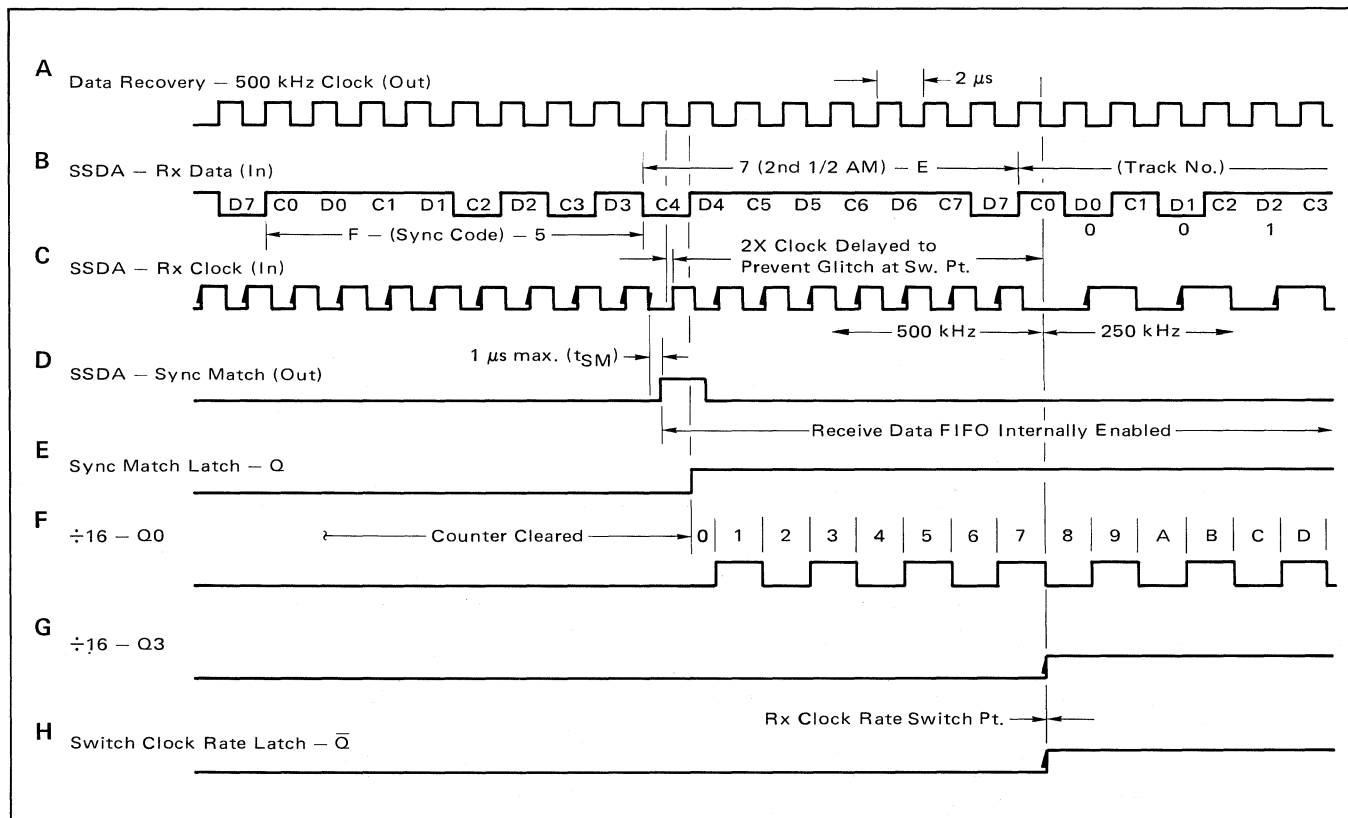 A Data Recovery – 500 kHz Clock (Out)
2 μs
B SSDA – Rx Data (In)
7 (2nd 1/2 AM) – E
(Track No.)
D7 C0 D0 C1 D1 C2 D2 C3 D3 C4 D4 C5 D5 C6 D6 C7 D7 C0 D0 C1 D1 C2 D2 C3
0 0 1
F – (Sync Code) – 5
C SSDA – Rx Clock (In)
2X Clock Delayed to
Prevent Glitch at Sw. Pt.
500 kHz
250 kHz
1 μs max. (tSM)
D SSDA – Sync Match (Out)
Receive Data FIFO Internally Enabled
E Sync Match Latch – Q
F ÷16 – Q0
Counter Cleared
0 1 2 3 4 5 6 7 8 9 A B C D
G ÷16 – Q3
Rx Clock Rate Switch Pt.
H Switch Clock Rate Latch – Q̅